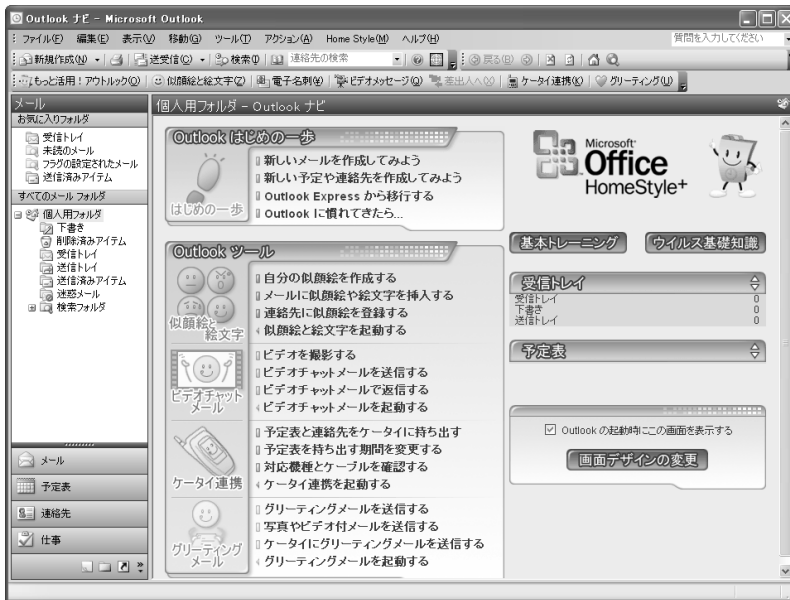 Outlook ナビ - Microsoft Outlook
ファイル(F) 編集(E) 表示(V) 移動(G) ツール(T) アクション(A) Home Style(M) ヘルプ(H) 質問を入力してください
新規作成(N) 送受信(C) 検索(I) 連絡先の検索 戻る(B)
もっと活用!アウトルック(O) 似顔絵と絵文字(Z) 電子名刺(¥) ビデオメッセージ(Q) 差出人へ(X) ケータイ連携(K) グリーティング(U)
メール
個人用フォルダ - Outlook ナビ
お気に入りフォルダ
受信トレイ
未読のメール
フラグの設定されたメール
送信済みアイテム
すべてのメール フォルダ
個人用フォルダ
下書き
削除済みアイテム
受信トレイ
送信トレイ
送信済みアイテム
迷惑メール
検索フォルダ
メール
予定表
連絡先
仕事
Outlook はじめの一歩
はじめの一歩
新しいメールを作成してみよう
新しい予定や連絡先を作成してみよう
Outlook Express から移行する
Outlook に慣れてきたら...
Outlook ツール
似顔絵と
絵文字
自分の似顔絵を作成する
メールに似顔絵や絵文字を挿入する
連絡先に似顔絵を登録する
似顔絵と絵文字を起動する
ビデオチャット
メール
ビデオを撮影する
ビデオチャットメールを送信する
ビデオチャットメールで返信する
ビデオチャットメールを起動する
ケータイ連携
予定表と連絡先をケータイに持ち出す
予定表を持ち出す期間を変更する
対応機種とケーブルを確認する
ケータイ連携を起動する
グリーティング
メール
グリーティングメールを送信する
写真やビデオ付メールを送信する
ケータイにグリーティングメールを送信する
グリーティングメールを起動する
Microsoft
Office
HomeStyle+
基本トレーニング ウイルス基礎知識
受信トレイ
受信トレイ 0
下書き 0
送信トレイ 0
予定表
Outlook の起動時にこの画面を表示する
画面デザインの変更